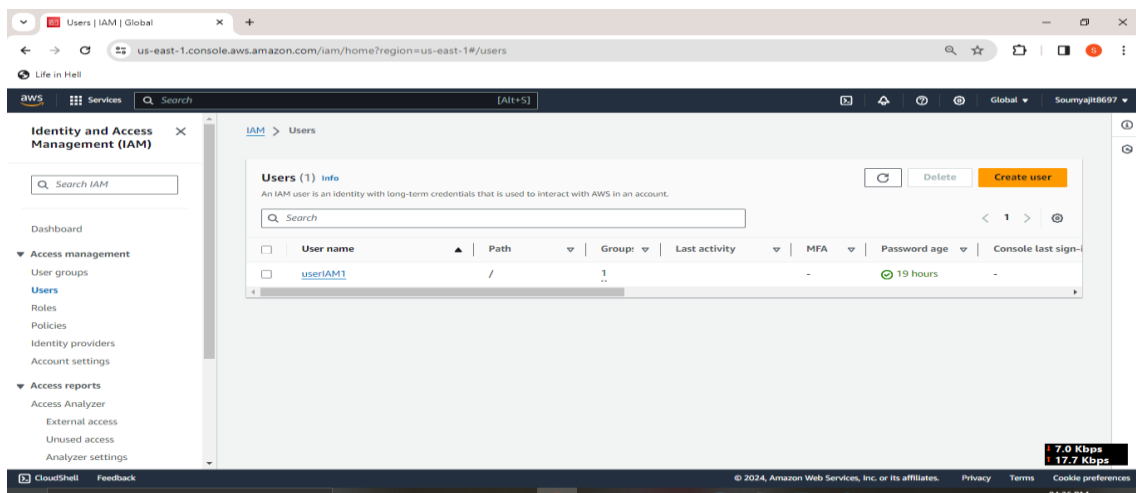 Users | IAM | Global
us-east-1.console.aws.amazon.com/iam/home?region=us-east-1#/users
S
Life in Hell
aws
Services
Search
[Alt+S]
Global
Soumyajit8697
Identity and Access Management (IAM)
Search IAM
Dashboard
Access management
User groups
Users
Roles
Policies
Identity providers
Account settings
Access reports
Access Analyzer
External access
Unused access
Analyzer settings
IAM > Users
Users (1) Info
An IAM user is an identity with long-term credentials that is used to interact with AWS in an account.
Delete
Create user
Search
1
User name Path Group: Last activity MFA Password age Console last sign-i
userIAM1 / 1 - 19 hours -
7.0 Kbps
17.7 Kbps
CloudShell Feedback © 2024, Amazon Web Services, Inc. or its affiliates. Privacy Terms Cookie preferences